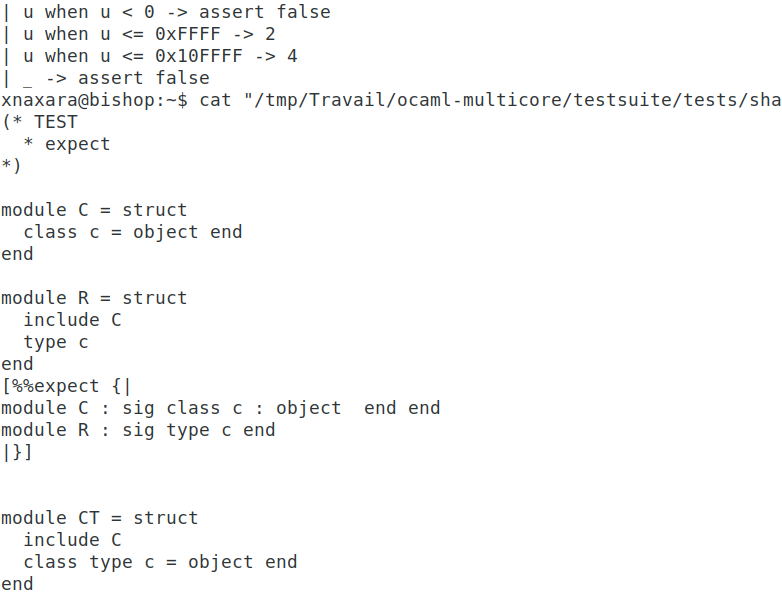 | u when u < 0 -> assert false
| u when u <= 0xFFFF -> 2
| u when u <= 0x10FFFF -> 4
| _ -> assert false
xnaxara@bishop:~$ cat "/tmp/Travail/ocaml-multicore/testsuite/tests/sha
(* TEST
  * expect
*)

module C = struct
  class c = object end
end

module R = struct
  include C
  type c
end
[%%expect {|
module C : sig class c : object  end end
module R : sig type c end
|}]


module CT = struct
  include C
  class type c = object end
end